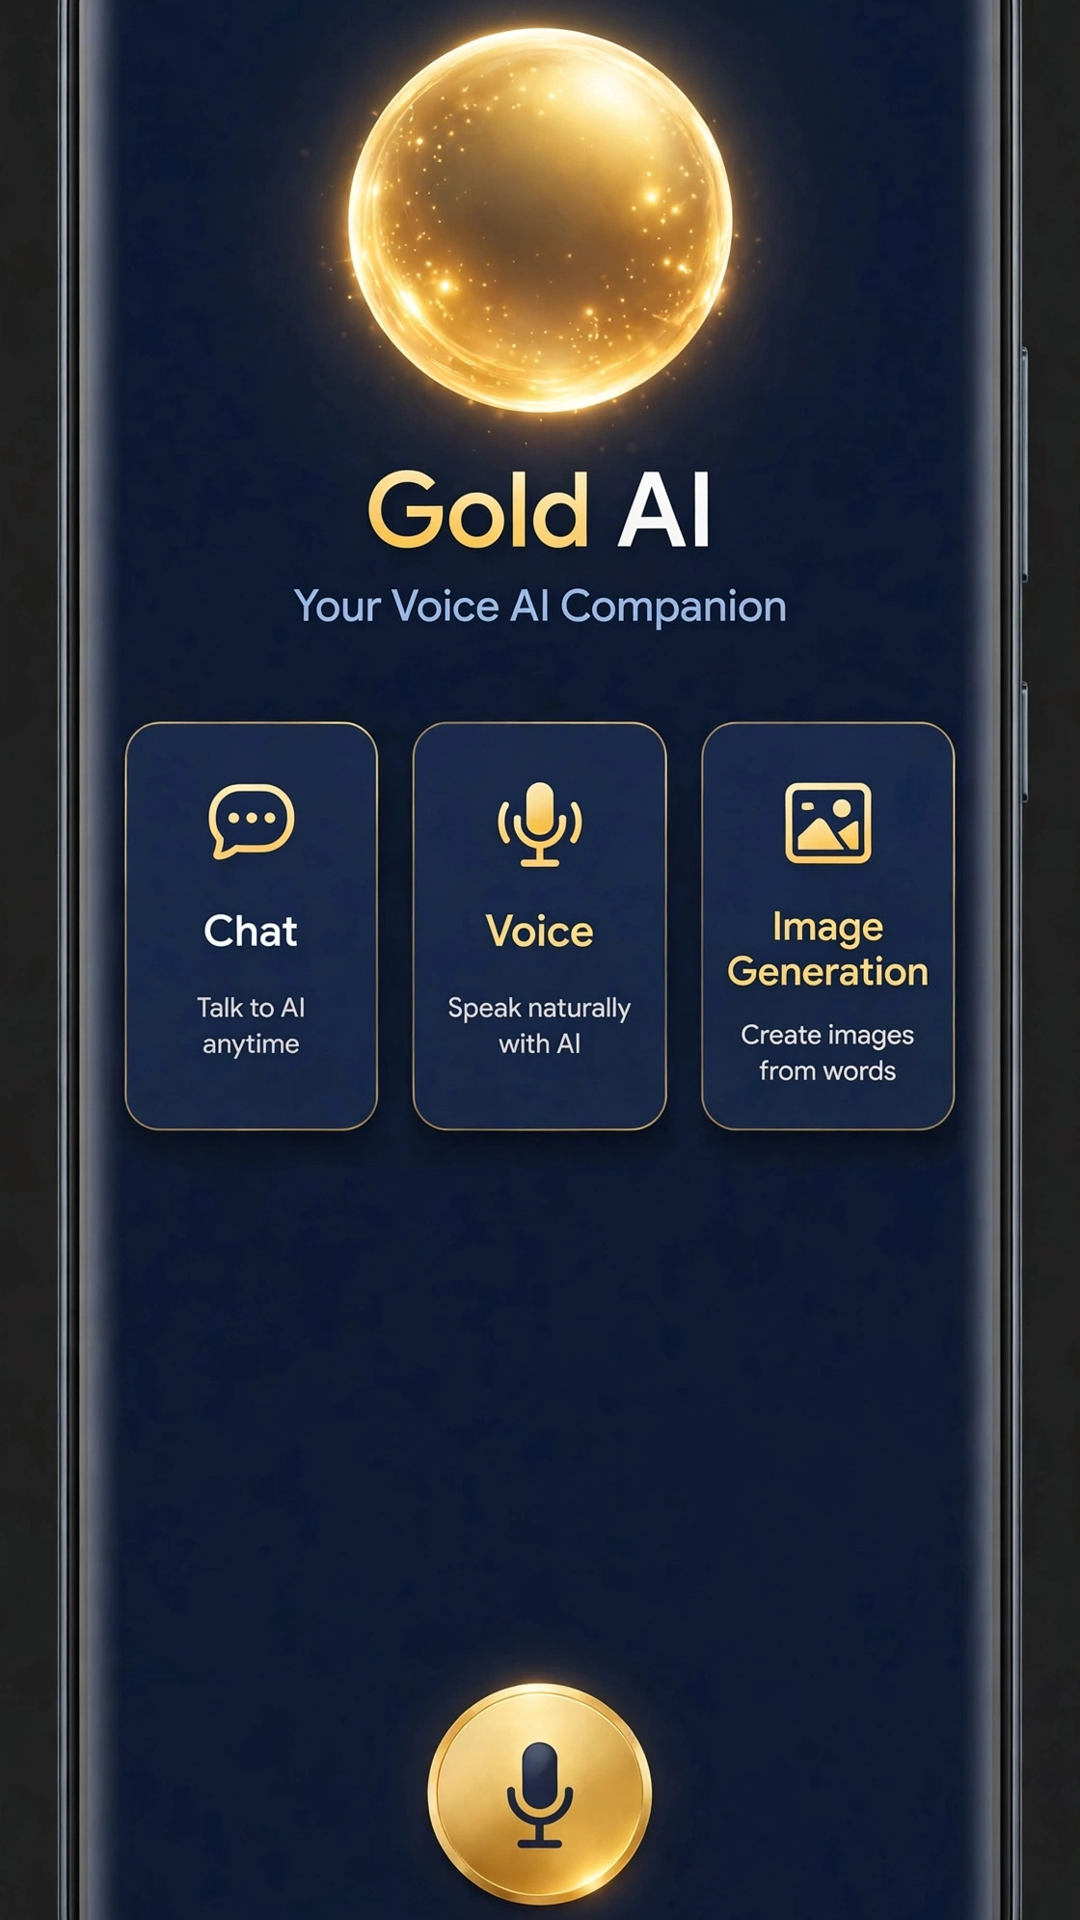 Gold AI
Your Voice AI Companion
Chat
Talk to AI
anytime
Voice
Speak naturally
with AI
Image
Generation
Create images
from words